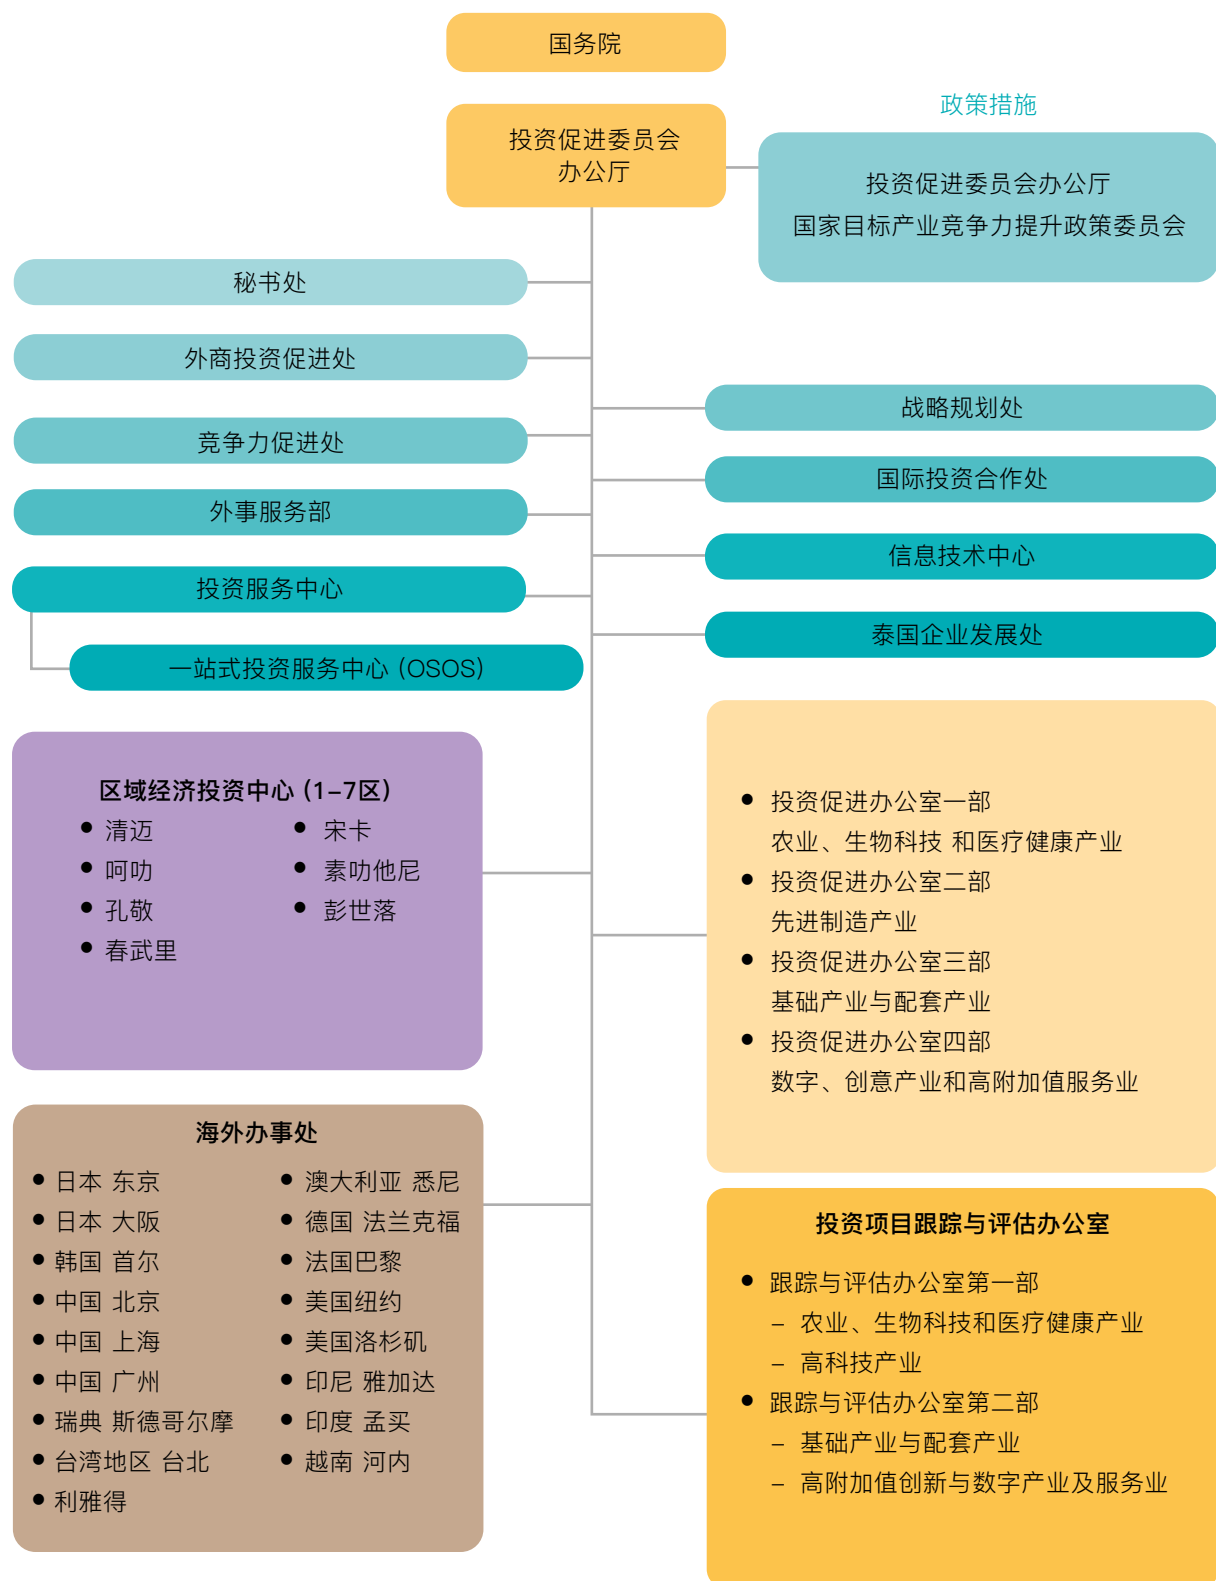 国务院
投资促进委员会
办公厅
政策措施
投资促进委员会办公厅
国家目标产业竞争力提升政策委员会
秘书处
外商投资促进处
竞争力促进处
外事服务部
投资服务中心
一站式投资服务中心 (OSOS)
战略规划处
国际投资合作处
信息技术中心
泰国企业发展处
区域经济投资中心 (1–7区)
• 清迈
• 呵叻
• 孔敬
• 春武里
• 宋卡
• 素叻他尼
• 彭世落
• 投资促进办公室一部
农业、生物科技 和医疗健康产业
• 投资促进办公室二部
先进制造产业
• 投资促进办公室三部
基础产业与配套产业
• 投资促进办公室四部
数字、创意产业和高附加值服务业
海外办事处
• 日本 东京
• 日本 大阪
• 韩国 首尔
• 中国 北京
• 中国 上海
• 中国 广州
• 瑞典 斯德哥尔摩
• 台湾地区 台北
• 利雅得
• 澳大利亚 悉尼
• 德国 法兰克福
• 法国巴黎
• 美国纽约
• 美国洛杉矶
• 印尼 雅加达
• 印度 孟买
• 越南 河内
投资项目跟踪与评估办公室
• 跟踪与评估办公室第一部
– 农业、生物科技和医疗健康产业
– 高科技产业
• 跟踪与评估办公室第二部
– 基础产业与配套产业
– 高附加值创新与数字产业及服务业